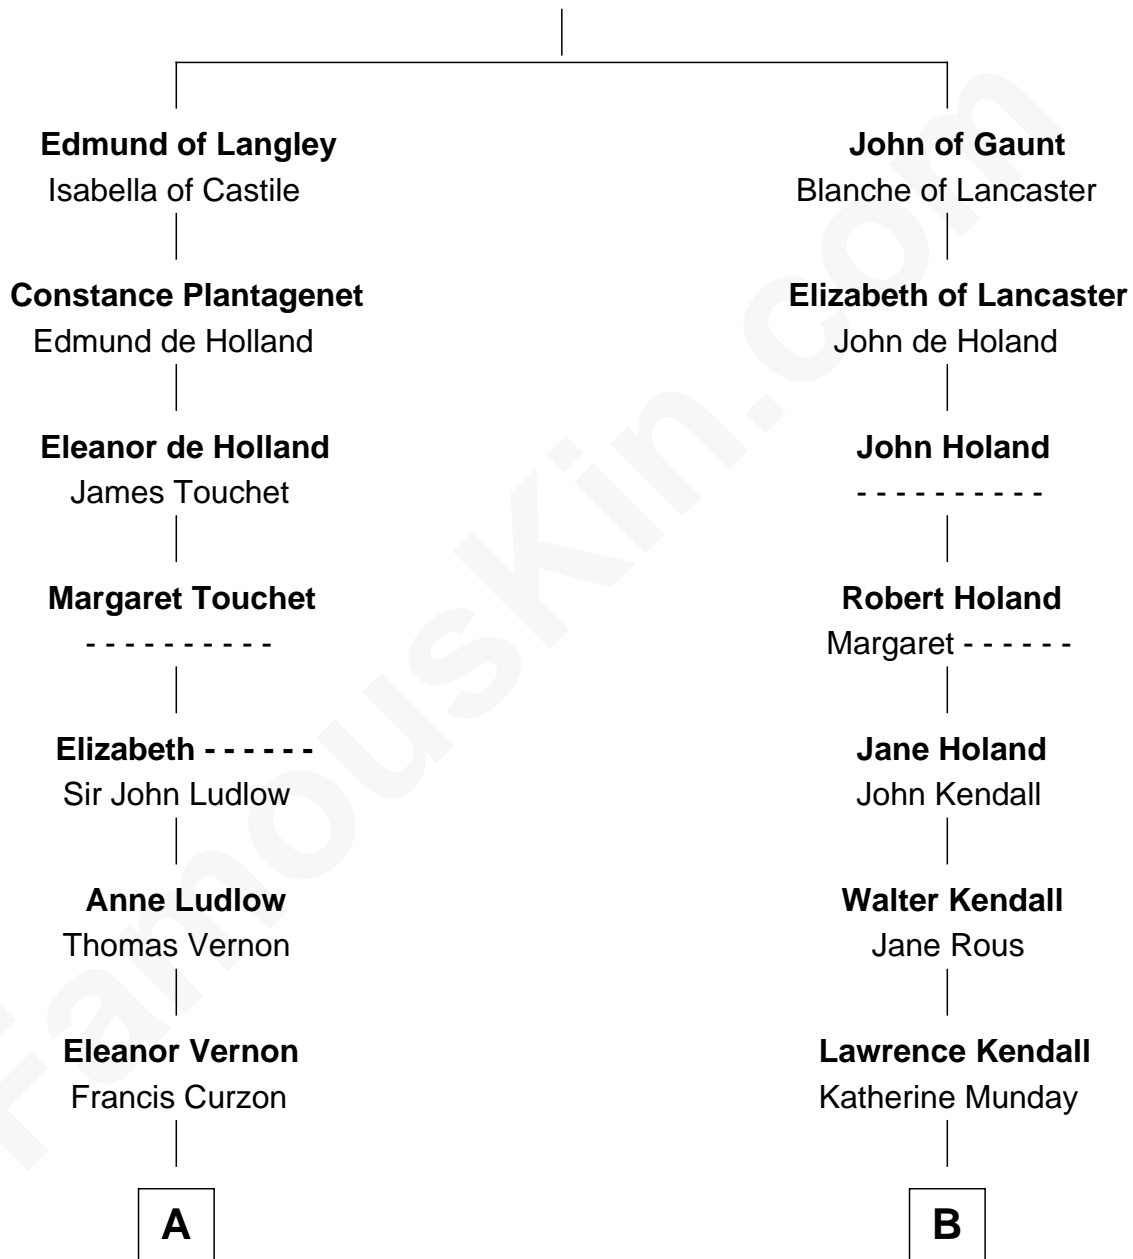 Edmund of Langley
Isabella of Castile
Constance Plantagenet
Edmund de Holland
Eleanor de Holland
James Touchet
Margaret Touchet
- - - - - - - - - -
Elizabeth - - - - - -
Sir John Ludlow
Anne Ludlow
Thomas Vernon
Eleanor Vernon
Francis Curzon
A
John of Gaunt
Blanche of Lancaster
Elizabeth of Lancaster
John de Holand
John Holand
- - - - - - - - - -
Robert Holand
Margaret - - - - - -
Jane Holand
John Kendall
Walter Kendall
Jane Rous
Lawrence Kendall
Katherine Munday
B
FamousKin.com